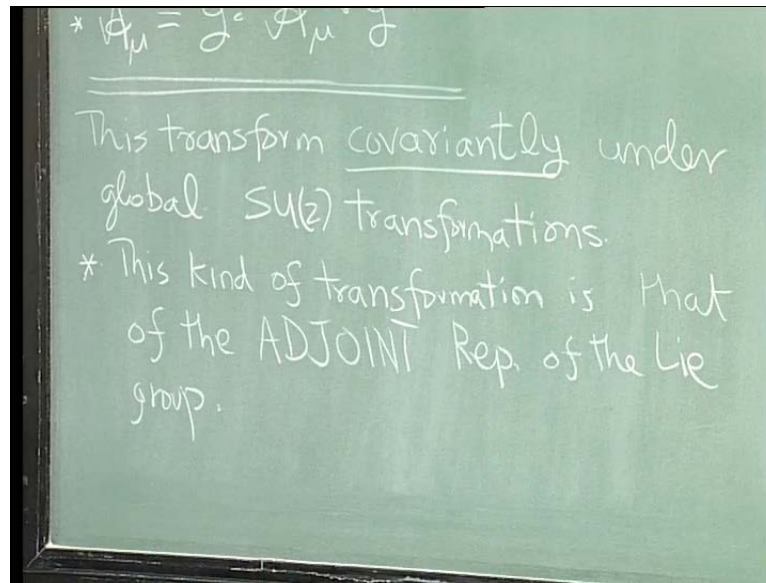 This transform covariantly under
global SU(2) transformations.
* This kind of transformation is that
of the ADJOINT Rep. of the Lie
group.